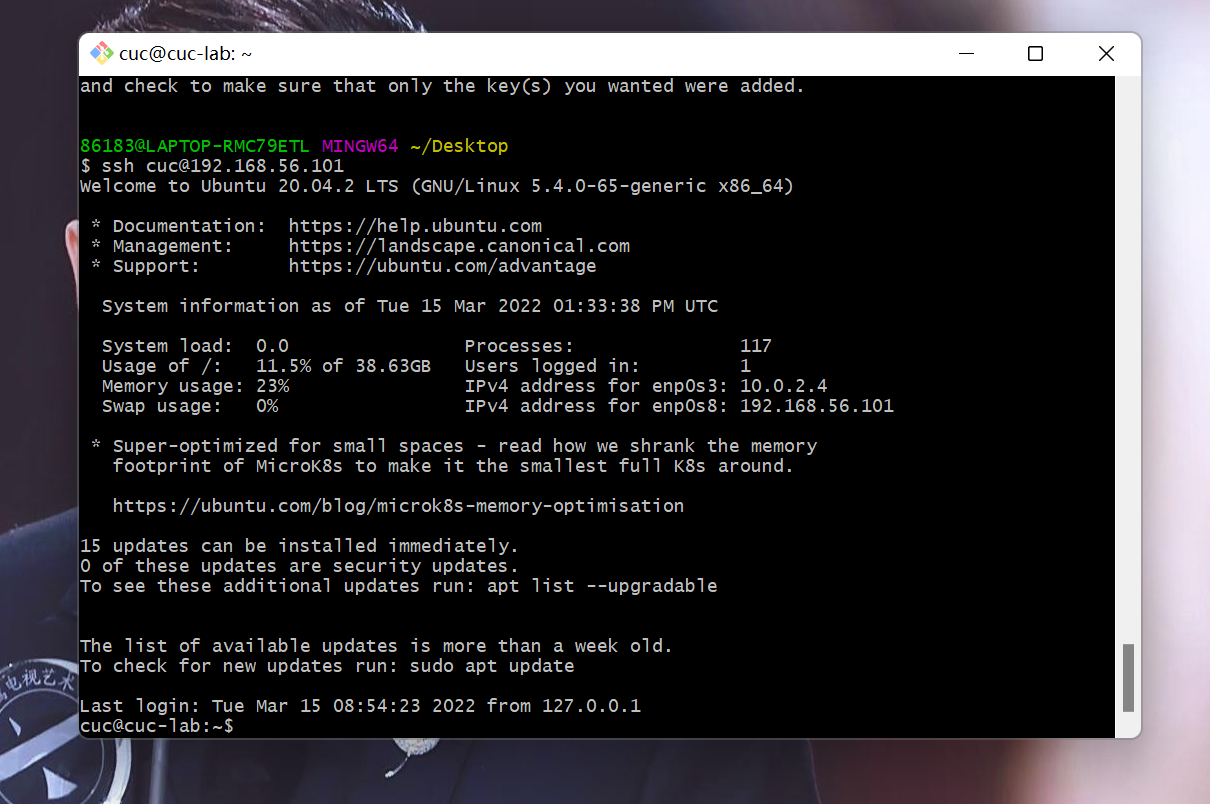 cuc@cuc-lab: ~
and check to make sure that only the key(s) you wanted were added.
86183@LAPTOP-RMC79ETL MINGW64 ~/Desktop
$ ssh cuc@192.168.56.101
Welcome to Ubuntu 20.04.2 LTS (GNU/Linux 5.4.0-65-generic x86_64)
* Documentation:  https://help.ubuntu.com
* Management:     https://landscape.canonical.com
* Support:        https://ubuntu.com/advantage
System information as of Tue 15 Mar 2022 01:33:38 PM UTC
System load:  0.0                Processes:               117
Usage of /:   11.5% of 38.63GB   Users logged in:         1
Memory usage: 23%                IPv4 address for enp0s3: 10.0.2.4
Swap usage:   0%                 IPv4 address for enp0s8: 192.168.56.101
* Super-optimized for small spaces - read how we shrank the memory
footprint of MicroK8s to make it the smallest full K8s around.
https://ubuntu.com/blog/microk8s-memory-optimisation
15 updates can be installed immediately.
0 of these updates are security updates.
To see these additional updates run: apt list --upgradable
The list of available updates is more than a week old.
To check for new updates run: sudo apt update
Last login: Tue Mar 15 08:54:23 2022 from 127.0.0.1
cuc@cuc-lab:~$
电视艺术